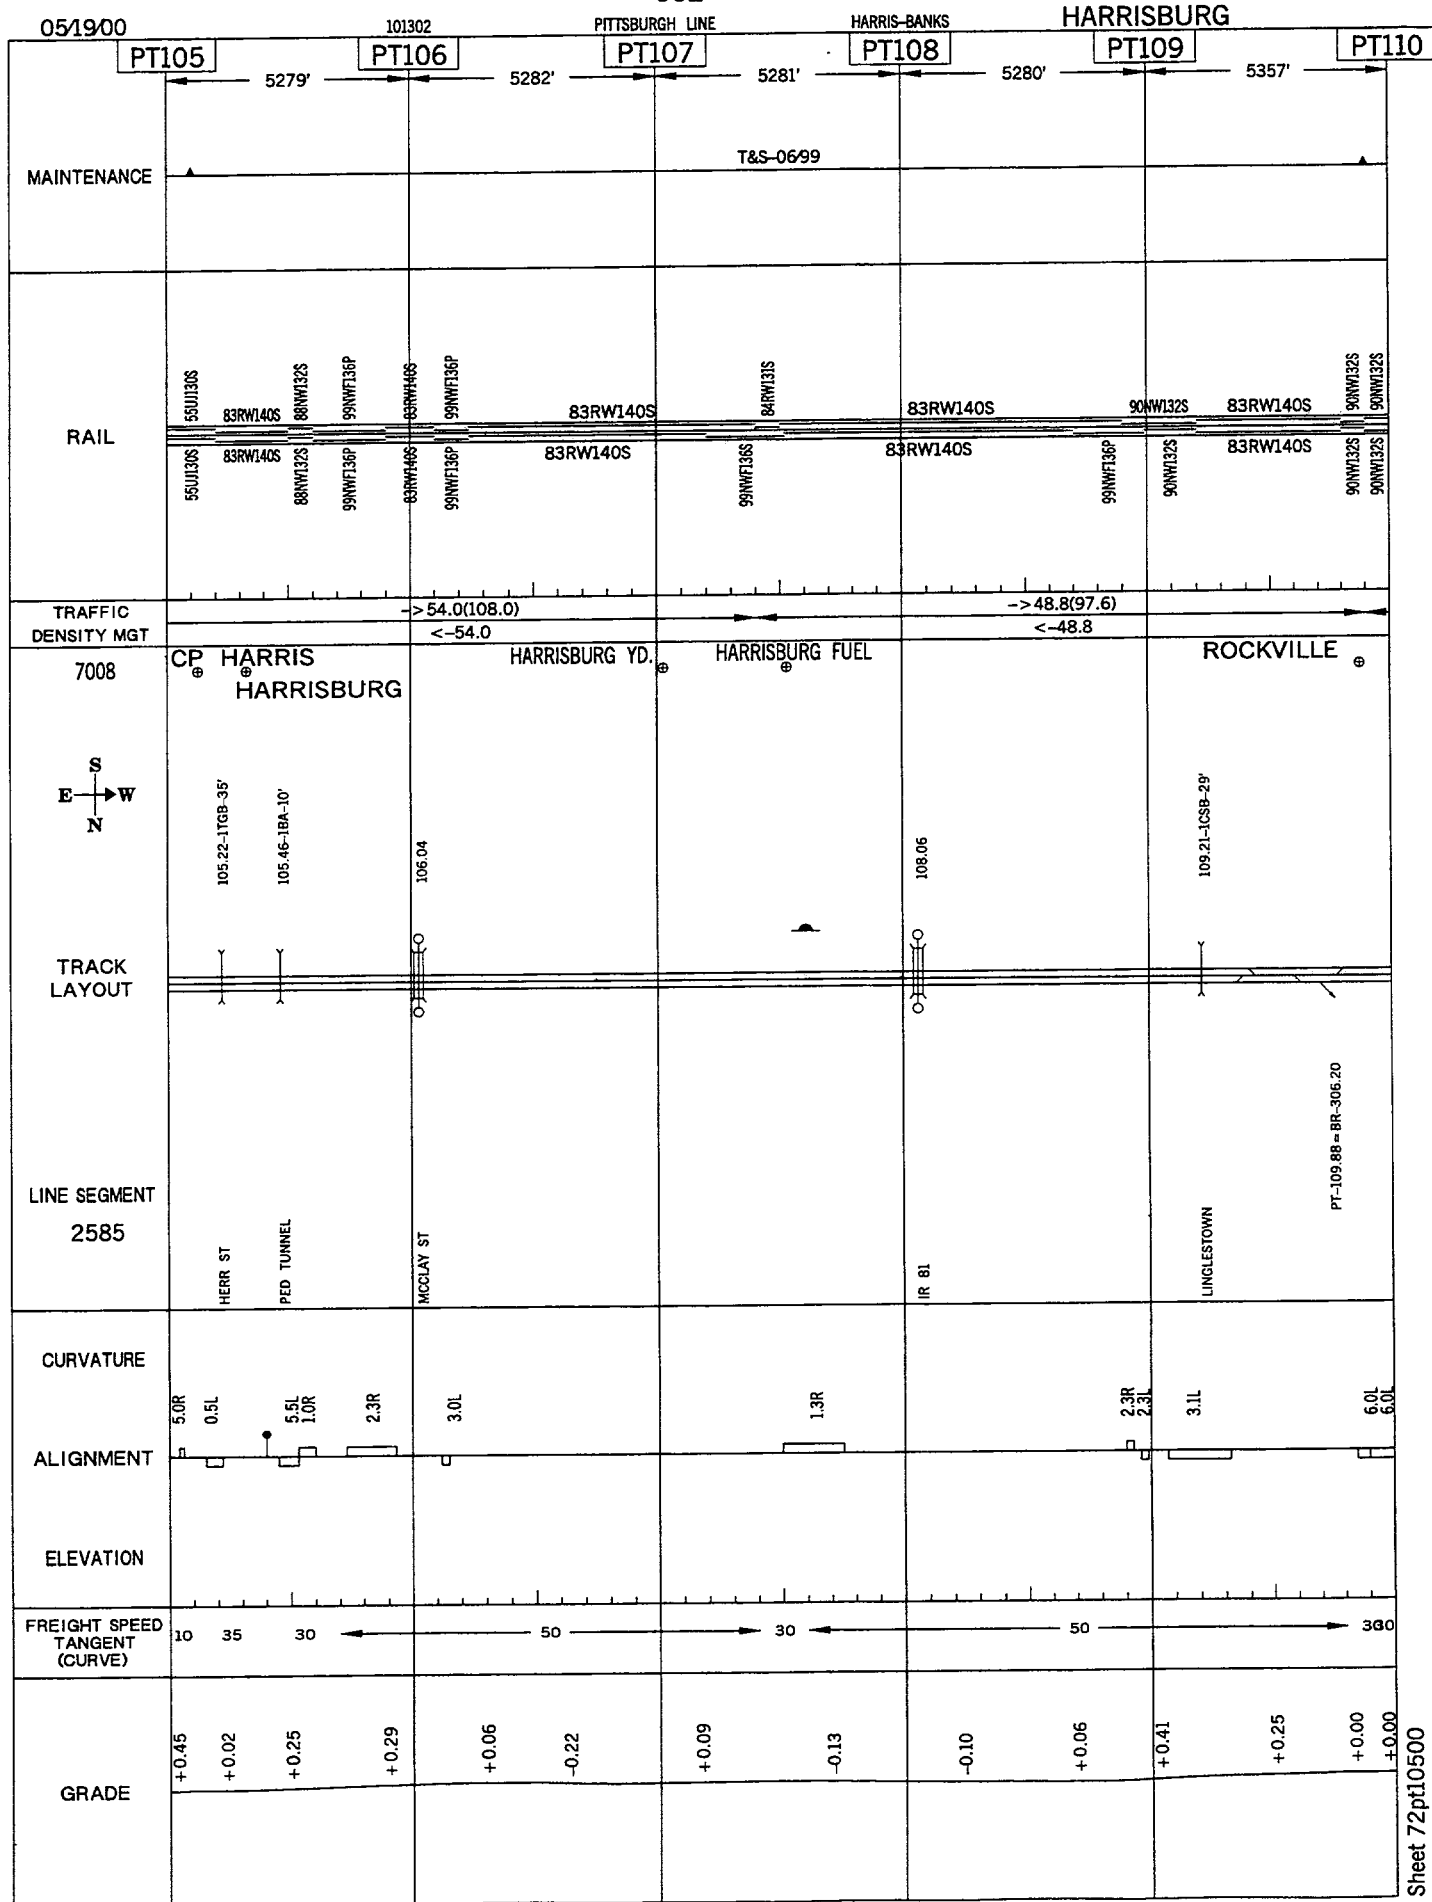 05/19/00 101302 PITTSBURGH LINE HARRIS-BANKS HARRISBURG
PT105 PT106 PT107 PT108 PT109 PT110
5279' 5282' 5281' 5280' 5357'
MAINTENANCE T&S-06/99
55UJ130S 83RW140S 88NW132S 99NWF136P 83RW140S 99NWF136P 83RW140S 84RW131S 83RW140S 90NW132S 83RW140S 90NW132S 90NW132S
RAIL
55UJ130S 83RW140S 88NW132S 99NWF136P 83RW140S 99NWF136P 83RW140S 99NWF136S 83RW140S 99NWF136P 90NW132S 83RW140S 90NW132S 90NW132S
TRAFFIC ->54.0(108.0) ->48.8(97.6)
DENSITY MGT <-54.0 <-48.8
7008 CP HARRIS HARRISBURG YD. HARRISBURG FUEL ROCKVILLE
HARRISBURG
S
E W
N
105.22-1TGB-35' 105.46-1BA-10' 106.04 108.06 109.21-1CSB-29'
TRACK
LAYOUT
PT-109.88=BR-306.20
LINE SEGMENT
2585
HERR ST PED TUNNEL MCCLAY ST IR 81 LINGLESTOWN
CURVATURE
5.0R 0.5L 5.5L 1.0R 2.3R 3.0L 1.3R 2.3R 2.3L 3.1L 6.0L 6.0L
ALIGNMENT
ELEVATION
FREIGHT SPEED
TANGENT 10 35 30 50 30 50 30 30
(CURVE)
+0.45 +0.02 +0.25 +0.29 +0.06 -0.22 +0.09 -0.13 -0.10 +0.06 +0.41 +0.25 +0.00 +0.00
GRADE
Sheet 72pt10500